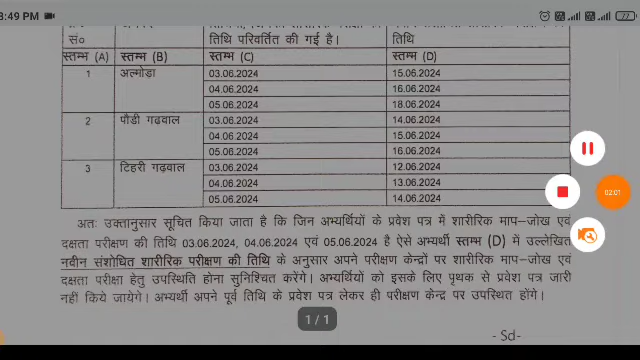 8:49 PM
77
सं०
तिथि परिवर्तित की गई है। तिथि
स्तम्भ (A) स्तम्भ (B) स्तम्भ (C) स्तम्भ (D)
1 अल्मोडा 03.06.2024 15.06.2024
04.06.2024 16.06.2024
05.06.2024 18.06.2024
2 पौडी गढवाल 03.06.2024 14.06.2024
04.06.2024 15.06.2024
05.06.2024 16.06.2024
3 टिहरी गढ़वाल 03.06.2024 12.06.2024
04.06.2024 13.06.2024
05.06.2024 14.06.2024
02:01
अतः उक्तानुसार सूचित किया जाता है कि जिन अभ्यर्थियों के प्रवेश पत्र में शारीरिक माप-जोख एवं
दक्षता परीक्षण की तिथि 03.06.2024, 04.06.2024 एवं 05.06.2024 है ऐसे अभ्यर्थी स्तम्भ (D) में उल्लेखित
नवीन संशोधित शारीरिक परीक्षण की तिथि के अनुसार अपने परीक्षण केन्द्रों पर शारीरिक माप-जोख एवं
दक्षता परीक्षा हेतु उपस्थिति होना सुनिश्चित करेंगे। अभ्यर्थियों को इसके लिए पृथक से प्रवेश पत्र जारी
नहीं किये जायेगे। अभ्यर्थी अपने पूर्व तिथि के प्रवेश पत्र लेकर ही परीक्षण केन्द्र पर उपस्थित होंगे।
1 / 1
- Sd-